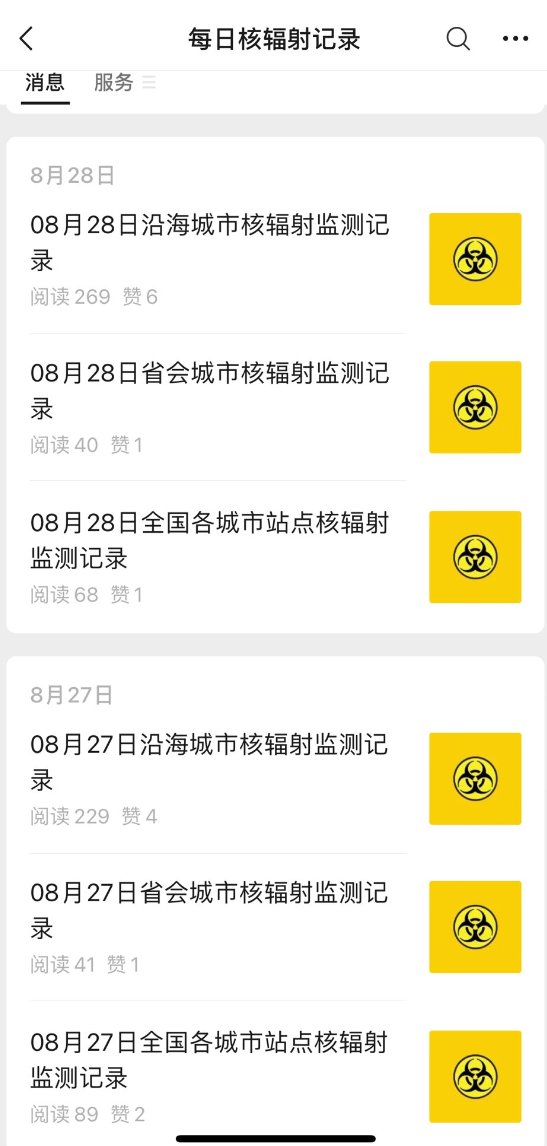 每日核辐射记录
消息 服务
8月28日
08月28日沿海城市核辐射监测记
录
阅读 269 赞 6
08月28日省会城市核辐射监测记
录
阅读 40 赞 1
08月28日全国各城市站点核辐射
监测记录
阅读 68 赞 1
8月27日
08月27日沿海城市核辐射监测记
录
阅读 229 赞 4
08月27日省会城市核辐射监测记
录
阅读 41 赞 1
08月27日全国各城市站点核辐射
监测记录
阅读 89 赞 2